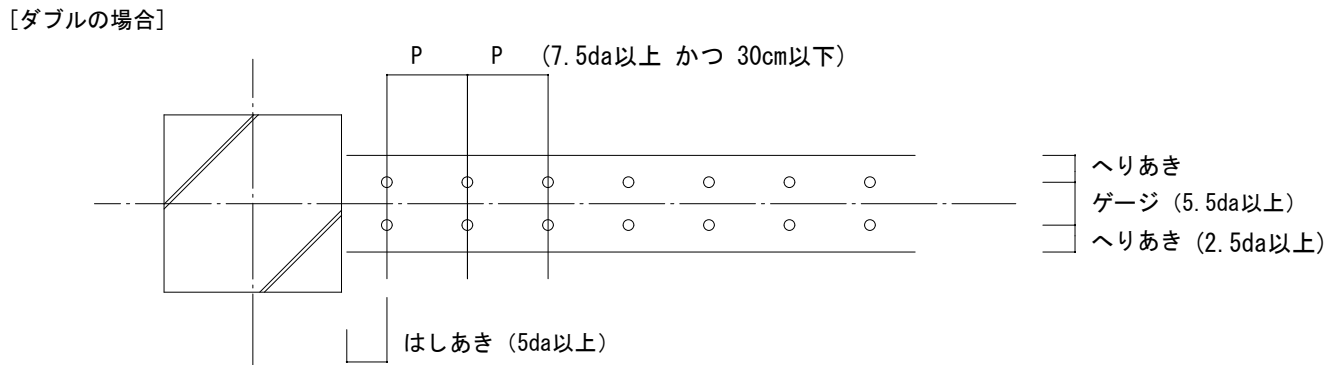 [ダブルの場合]
P P (7.5da以上 かつ 30cm以下)
へりあき
ゲージ (5.5da以上)
へりあき (2.5da以上)
はしあき (5da以上)